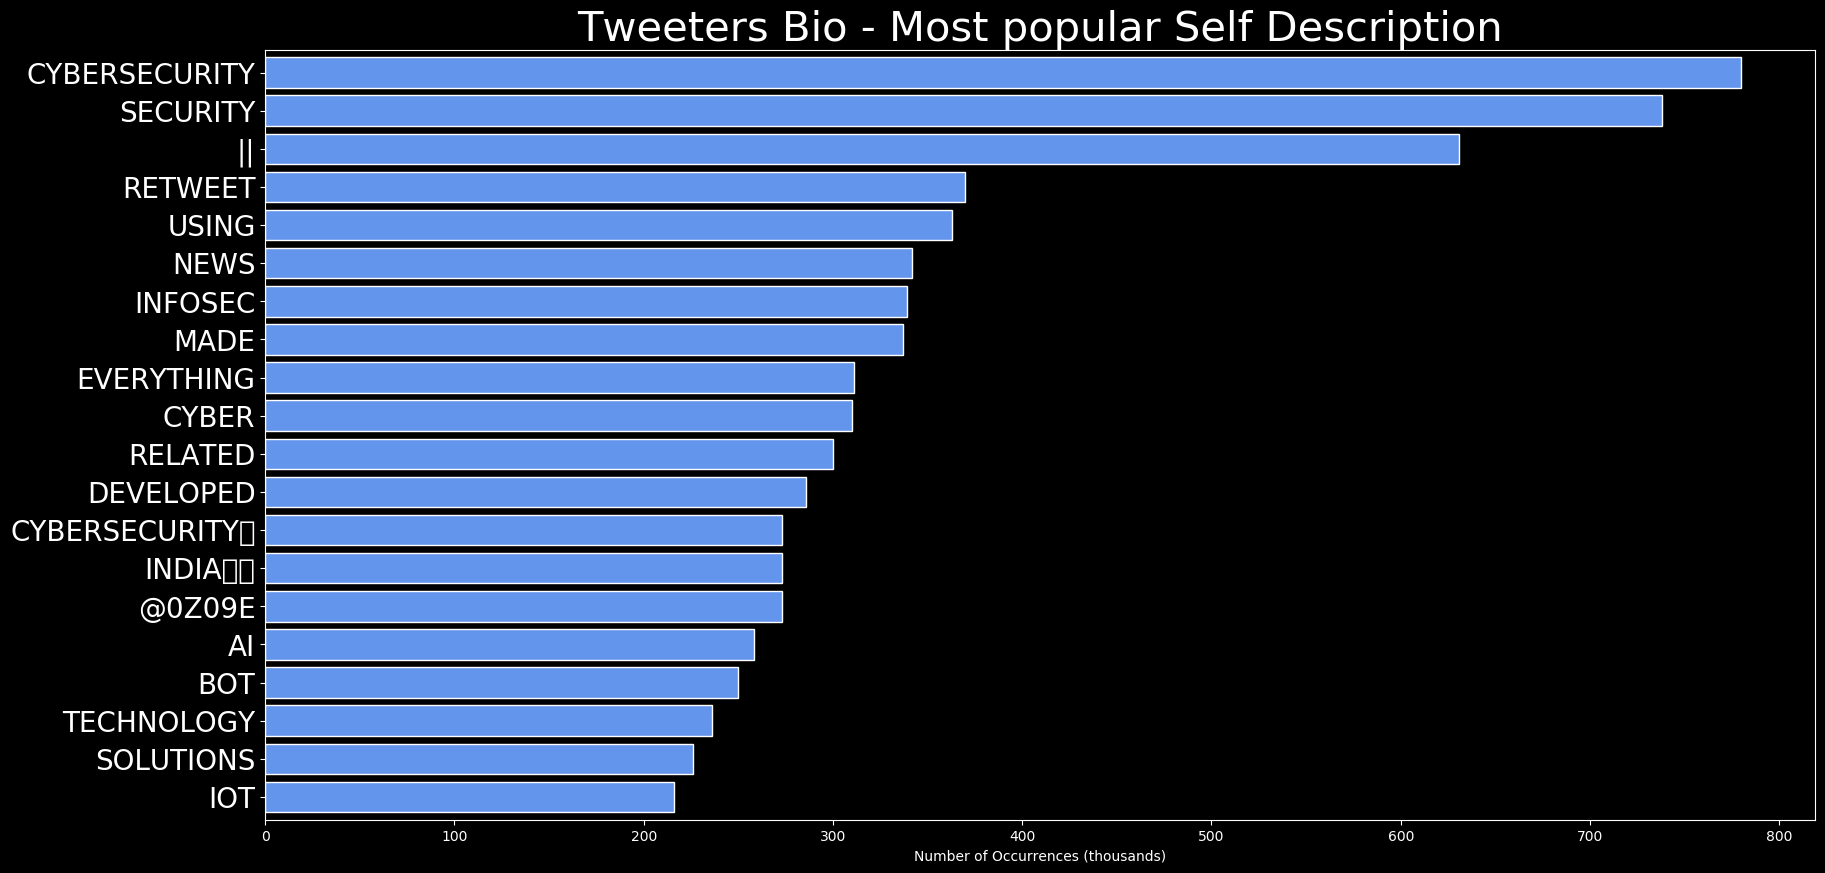 Tweeters Bio - Most popular Self Description
CYBERSECURITY
SECURITY
||
RETWEET
USING
NEWS
INFOSEC
MADE
EVERYTHING
CYBER
RELATED
DEVELOPED
CYBERSECURITY▯
INDIA▯▯
@0Z09E
AI
BOT
TECHNOLOGY
SOLUTIONS
IOT
0 100 200 300 400 500 600 700 800
Number of Occurrences (thousands)